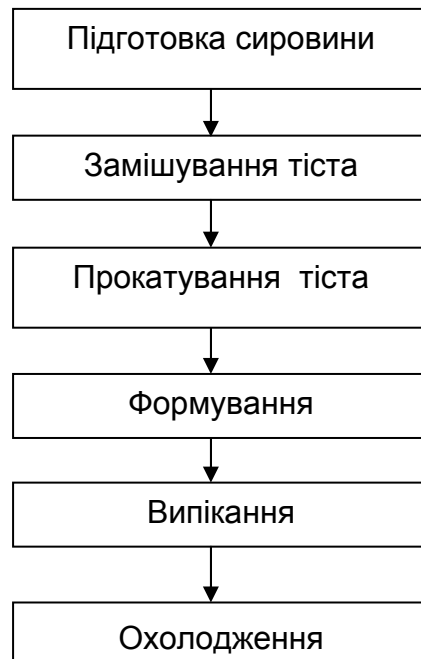 Підготовка сировини
Замішування тіста
Прокатування тіста
Формування
Випікання
Охолодження